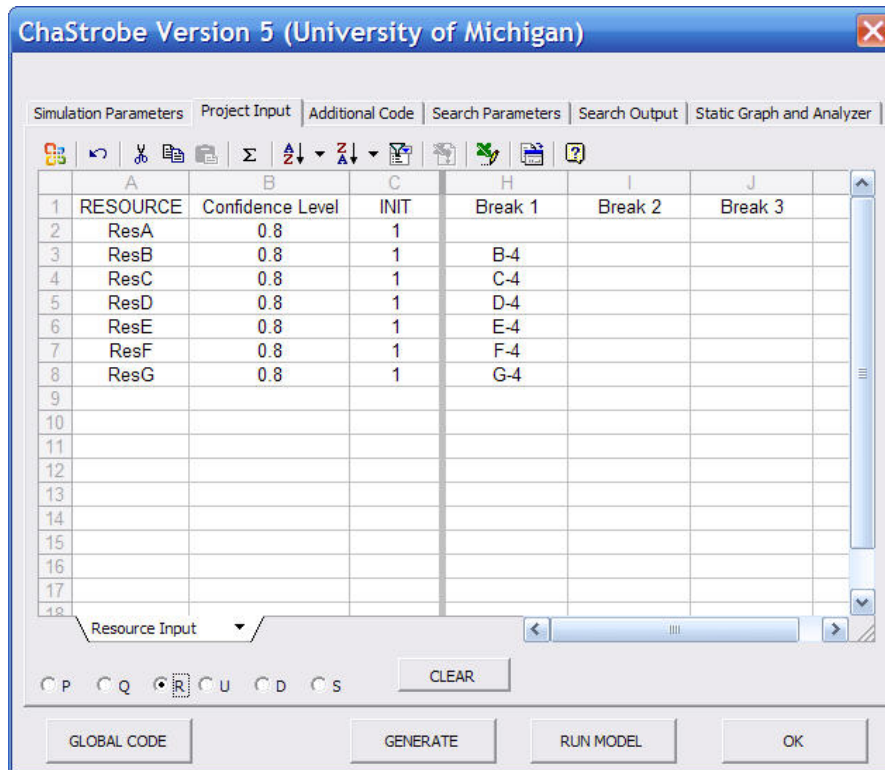 ChaStrobe Version 5 (University of Michigan)
Simulation Parameters Project Input Additional Code Search Parameters Search Output Static Graph and Analyzer
Σ A Z Z A
A B C H I J
1 RESOURCE Confidence Level INIT Break 1 Break 2 Break 3
2 ResA 0.8 1
3 ResB 0.8 1 B-4
4 ResC 0.8 1 C-4
5 ResD 0.8 1 D-4
6 ResE 0.8 1 E-4
7 ResF 0.8 1 F-4
8 ResG 0.8 1 G-4
9
10
11
12
13
14
15
16
17
18
Resource Input
P Q R U D S CLEAR
GLOBAL CODE GENERATE RUN MODEL OK